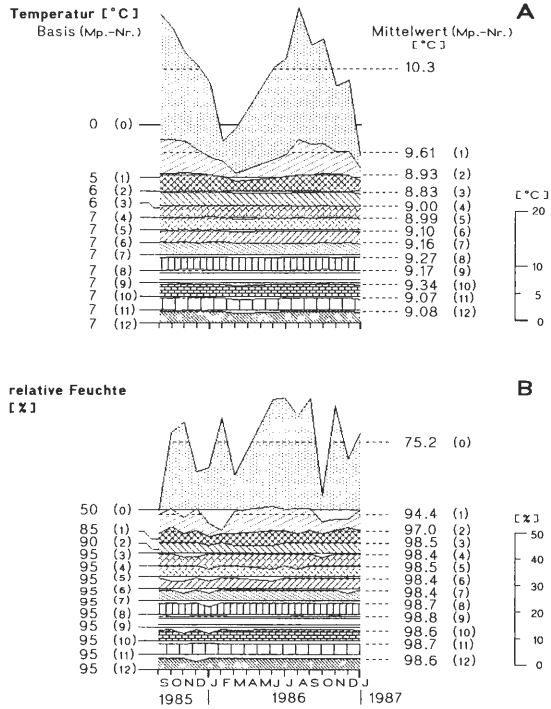 Temperatur [°C] A
Basis (Mp.-Nr.) Mittelwert (Mp.-Nr.)
[°C]
10.3
0 (0)
9.61 (1)
5 (1) 8.93 (2)
6 (2) 8.83 (3)
6 (3) 9.00 (4) [°C]
7 (4) 8.99 (5) 20
7 (5) 9.10 (6)
7 (6) 9.16 (7)
7 (7) 9.27 (8) 10
7 (8) 9.17 (9)
7 (9) 9.34 (10) 5
7 (10) 9.07 (11)
7 (11) 9.08 (12) 0
7 (12)
relative Feuchte B
[%]
75.2 (0)
50 (0) 94.4 (1)
85 (1) 97.0 (2) [%]
90 (2) 98.5 (3) 50
95 (3) 98.4 (4)
95 (4) 98.5 (5) 40
95 (5) 98.4 (6)
95 (6) 98.4 (7) 30
95 (7) 98.7 (8)
95 (8) 98.8 (9) 20
95 (9) 98.6 (10)
95 (10) 98.7 (11) 10
95 (11) 98.6 (12)
95 (12) 0
S O N D J F M A M J J A S O N D J
1985 1986 1987